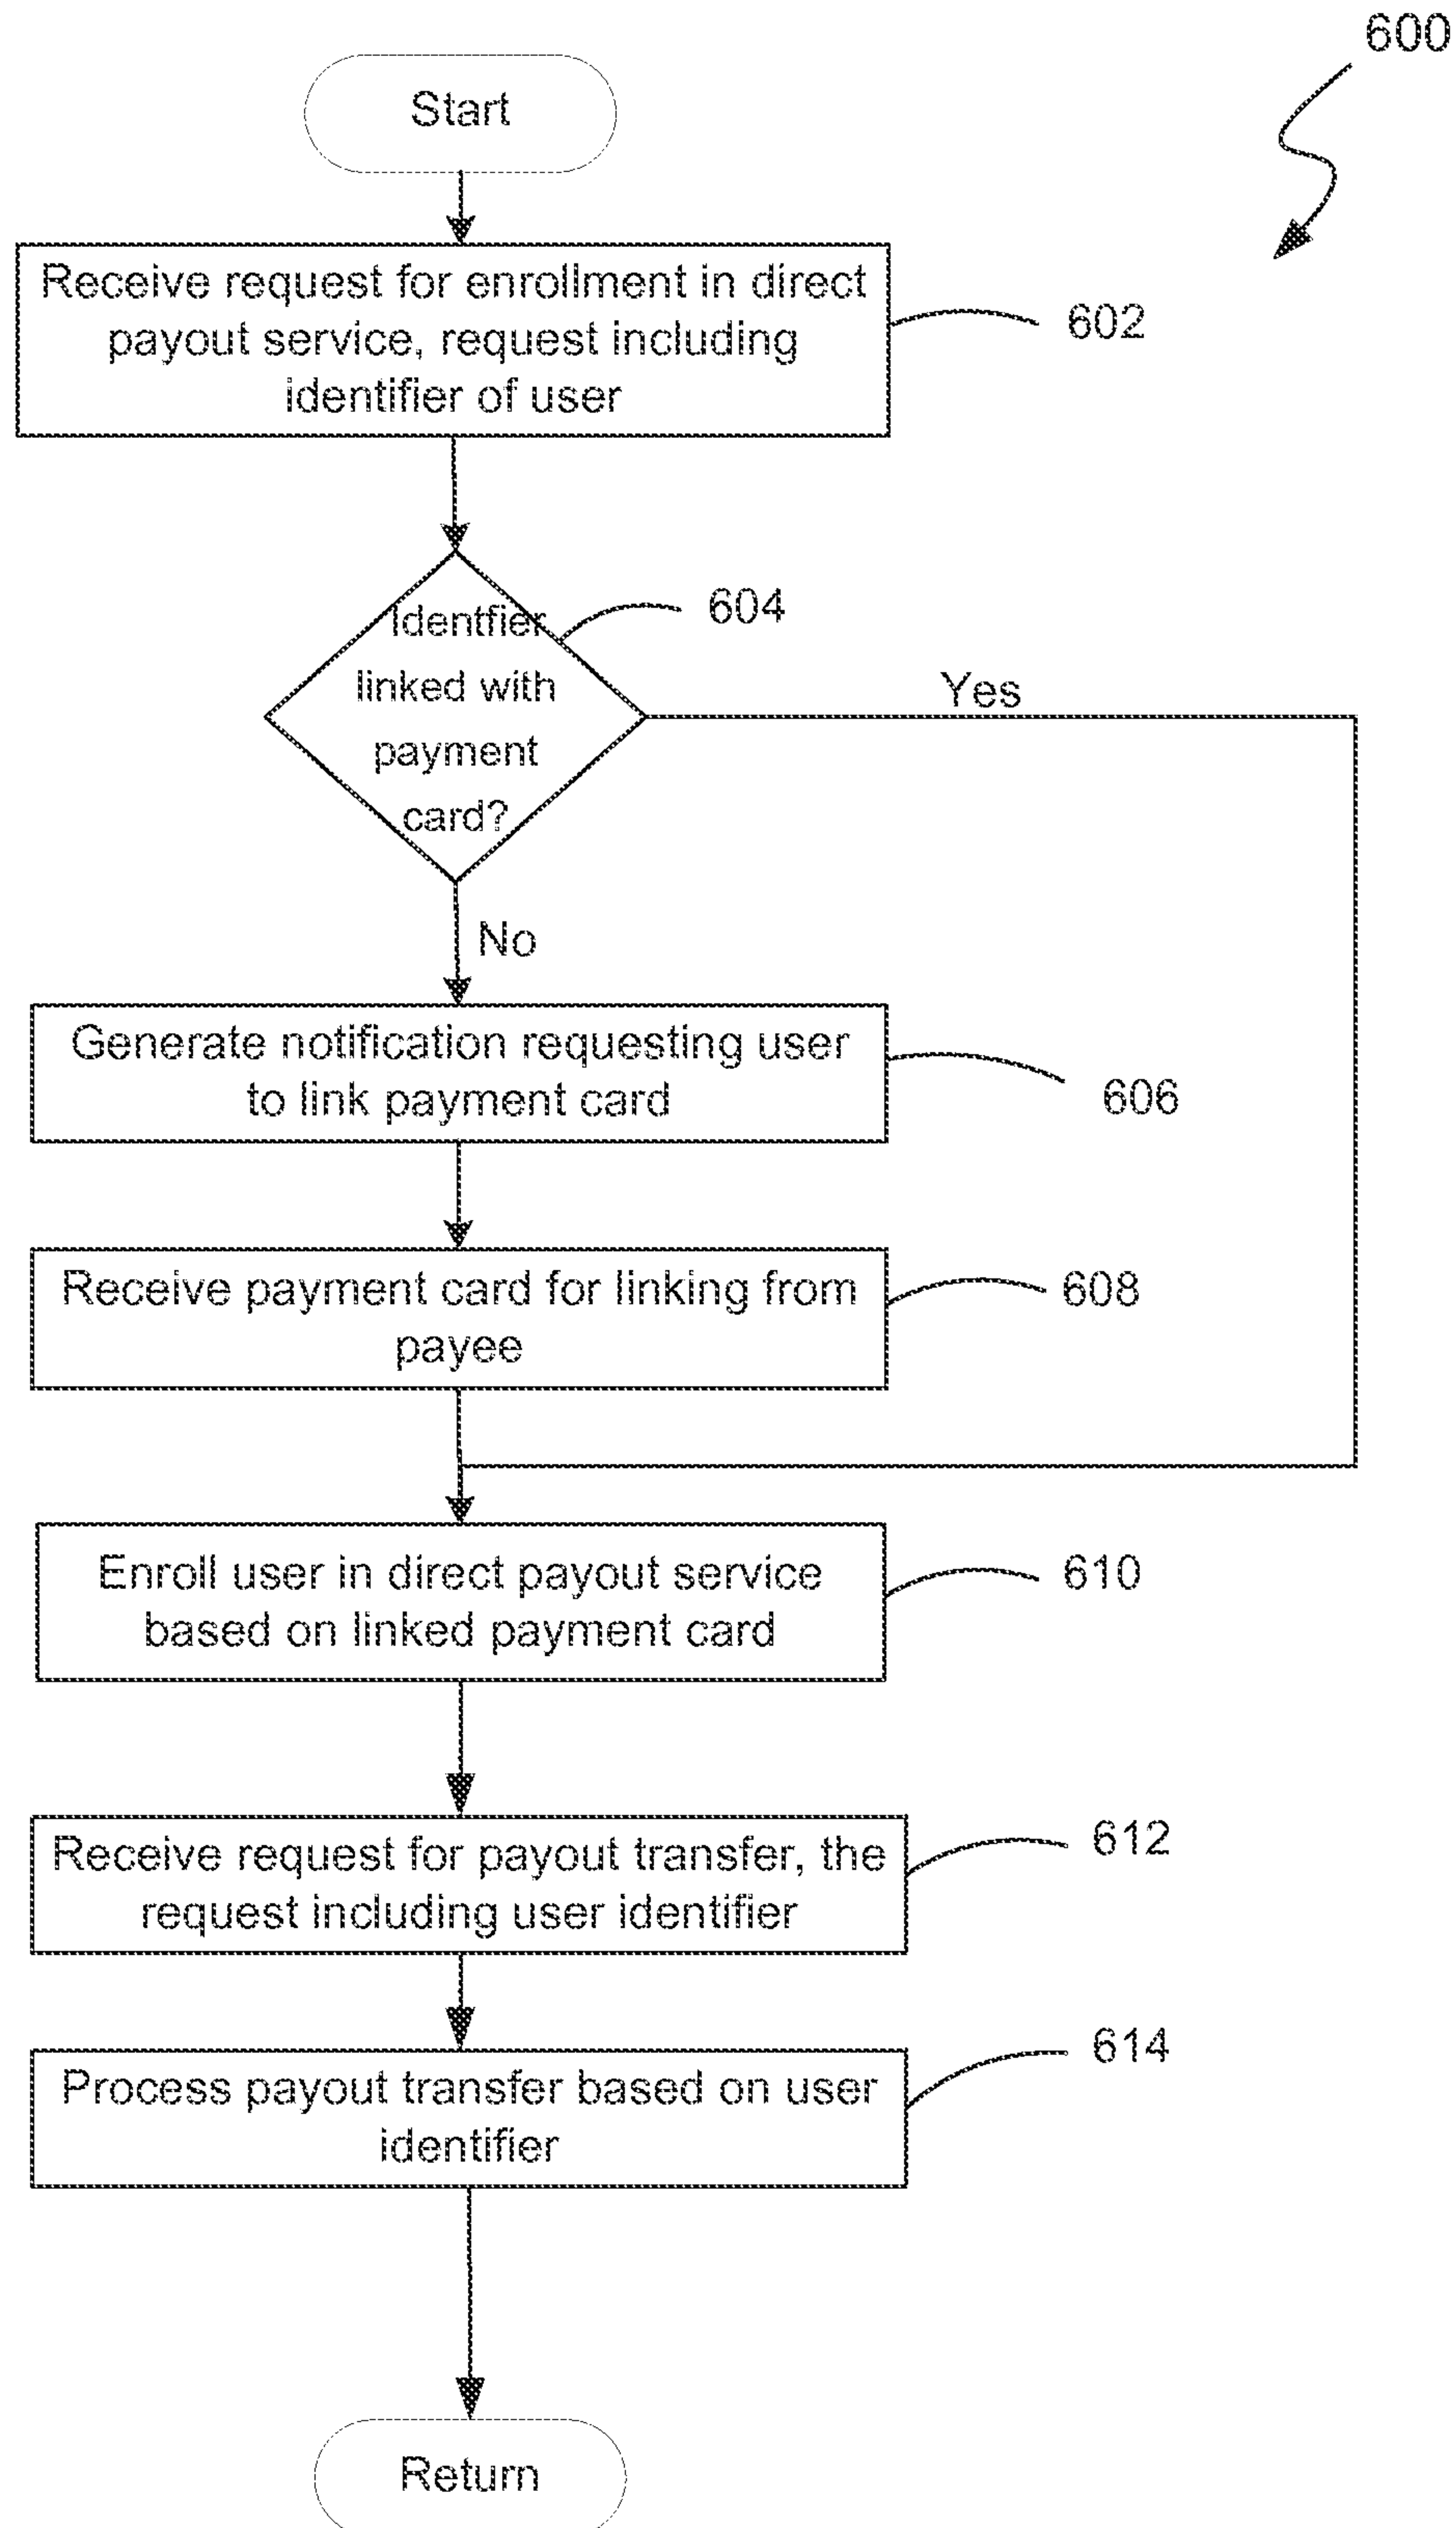 600
Start
Receive request for enrollment in direct
payout service, request including
identifier of user
602
Identfier
linked with
payment
card?
604
Yes
No
Generate notification requesting user
to link payment card
606
Receive payment card for linking from
payee
608
Enroll user in direct payout service
based on linked payment card
610
Receive request for payout transfer, the
request including user identifier
612
Process payout transfer based on user
identifier
614
Return